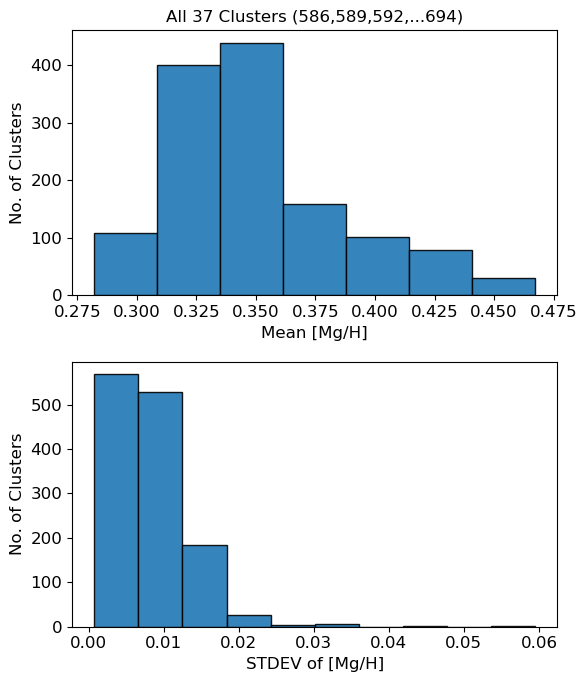 All 37 Clusters (586,589,592,...694)
No. of Clusters
400
300
200
100
0
0.275 0.300 0.325 0.350 0.375 0.400 0.425 0.450 0.475
Mean [Mg/H]
No. of Clusters
500
400
300
200
100
0
0.00 0.01 0.02 0.03 0.04 0.05 0.06
STDEV of [Mg/H]